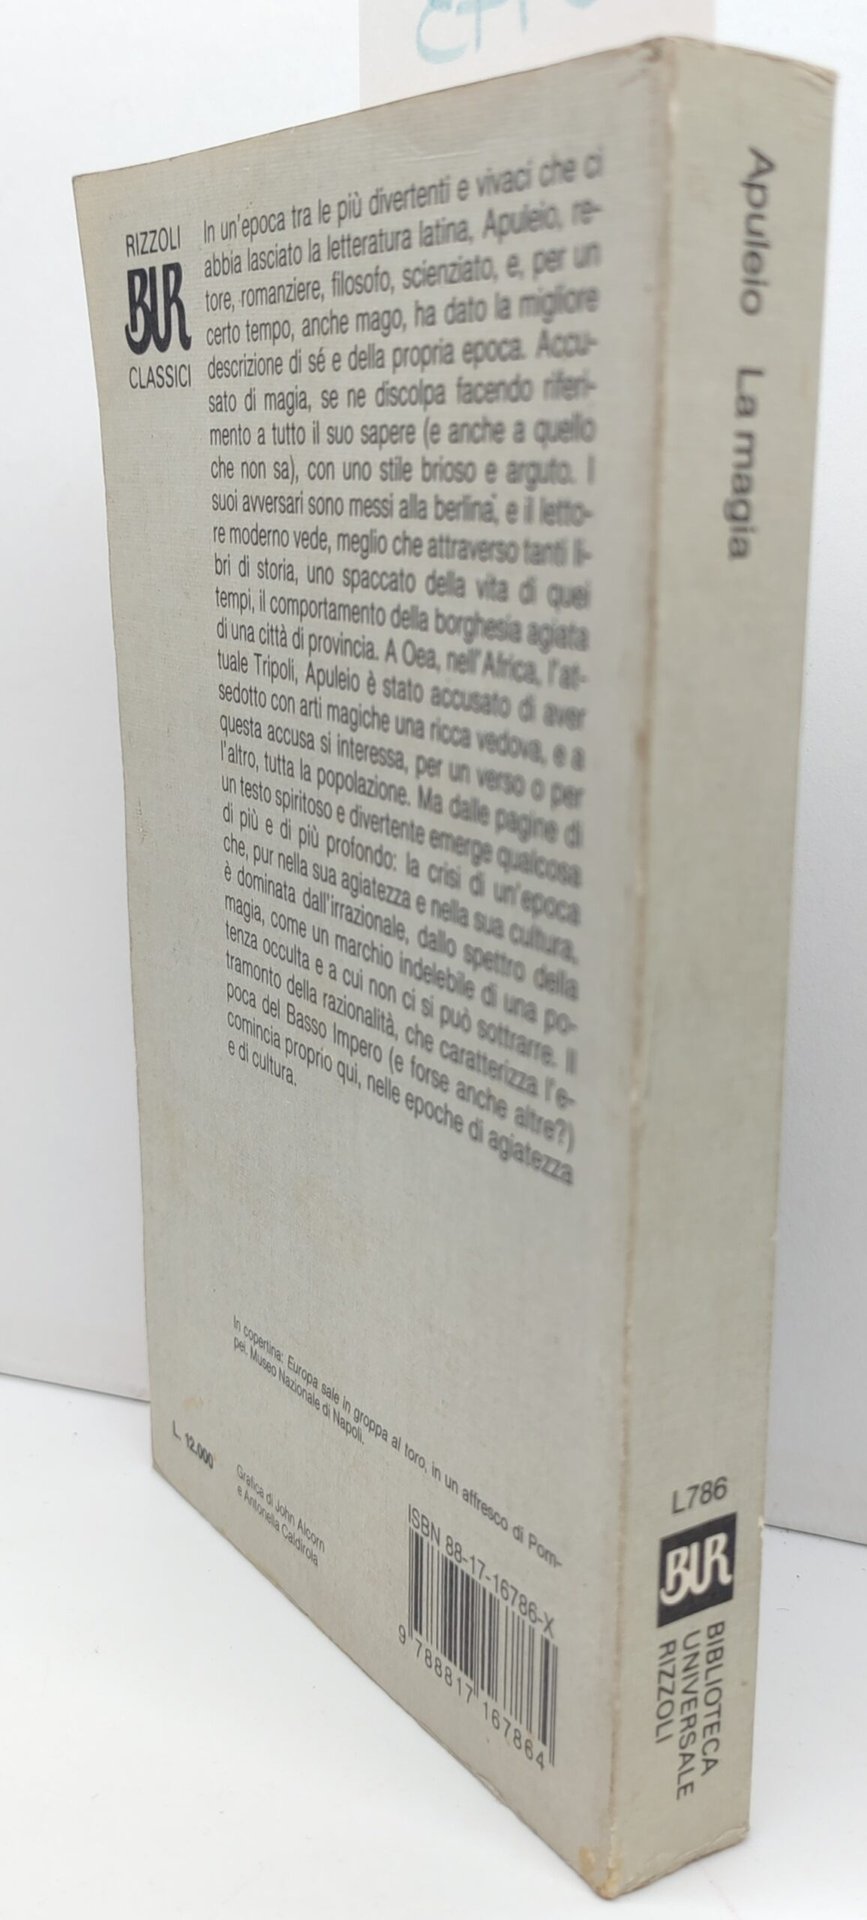 RIZZOLI
BUR
CLASSICI
In un'epoca tra le più divertenti e vivaci che ci
abbia lasciato la letteratura latina, Apuleio, re-
tore, romanziere, filosofo, scienziato, e, per un
certo tempo, anche mago, ha dato la migliore
descrizione di sé e della propria epoca. Accu-
sato di magia, se ne discolpa facendo riferi-
mento a tutto il suo sapere (e anche a quello
che non sa), con uno stile brioso e arguto. I
suoi avversari sono messi alla berlina, e il letto-
re moderno vede, meglio che attraverso tanti li-
bri di storia, uno spaccato della vita di quei
tempi, il comportamento della borghesia agiata
di una città di provincia. A Oea, nell'Africa, l'at-
tuale Tripoli, Apuleio è stato accusato di aver
sedotto con arti magiche una ricca vedova, e a
questa accusa si interessa, per un verso o per
l'altro, tutta la popolazione. Ma dalle pagine di
un testo spiritoso e divertente emerge qualcosa
di più e di più profondo: la crisi di un'epoca
che, pur nella sua agiatezza e nella sua cultura,
è dominata dall'irrazionale, dallo spettro della
magia, come un marchio indelebile di una po-
tenza occulta e a cui non ci si può sottrarre. Il
tramonto della razionalità, che caratterizza l'e-
poca del Basso Impero (e forse anche altre?)
comincia proprio qui, nelle epoche di agiatezza
e di cultura.
In copertina: Europa sale in groppa al toro, in un affresco di Pom-
pei. Museo Nazionale di Napoli.
L. 12.000
Grafica di John Alcorn
e Antonella Caldirola
ISBN 88-17-16786-X
9 788817 167864
Apuleio La magia
L786
BUR
BIBLIOTECA
UNIVERSALE
RIZZOLI